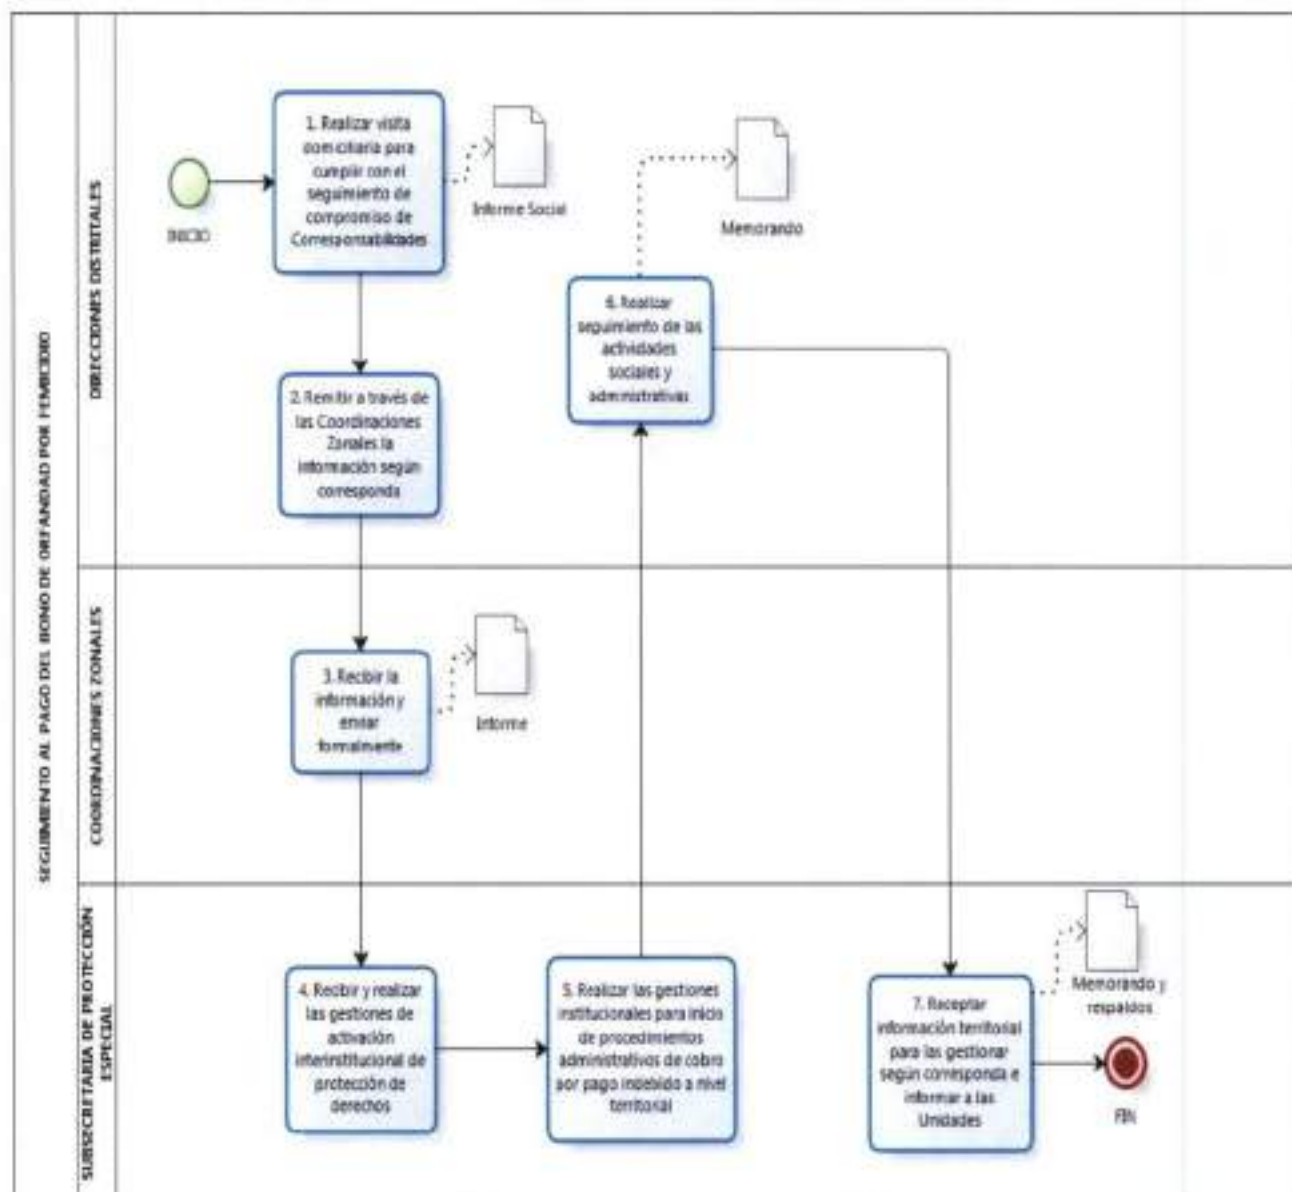 SEGUIMIENTO AL PAGO DEL BONO DE ORFANDAD POR FEMICIDIO
DIRECCIONES DISTRITALES
INICIO
1. Realizar visita
domiciliaria para
cumplir con el
seguimiento de
compromiso de
Corresponsabilidades
Informe Social
2. Remitir a través de
las Coordinaciones
Zonales la
información según
corresponda
6. Realizar
seguimiento de las
actividades
sociales y
administrativas
Memorando
COORDINACIONES ZONALES
3. Recibir la
información y
enviar
formalmente
Informe
SUBSECRETARIA DE PROTECCIÓN
ESPECIAL
4. Recibir y realizar
las gestiones de
activación
interinstitucional de
protección de
derechos
5. Realizar las gestiones
institucionales para inicio
de procedimientos
administrativos de cobro
por pago indebido a nivel
territorial
7. Receptar
información territorial
para las gestionar
según corresponda e
informar a las
Unidades
Memorando y
respaldos
FIN